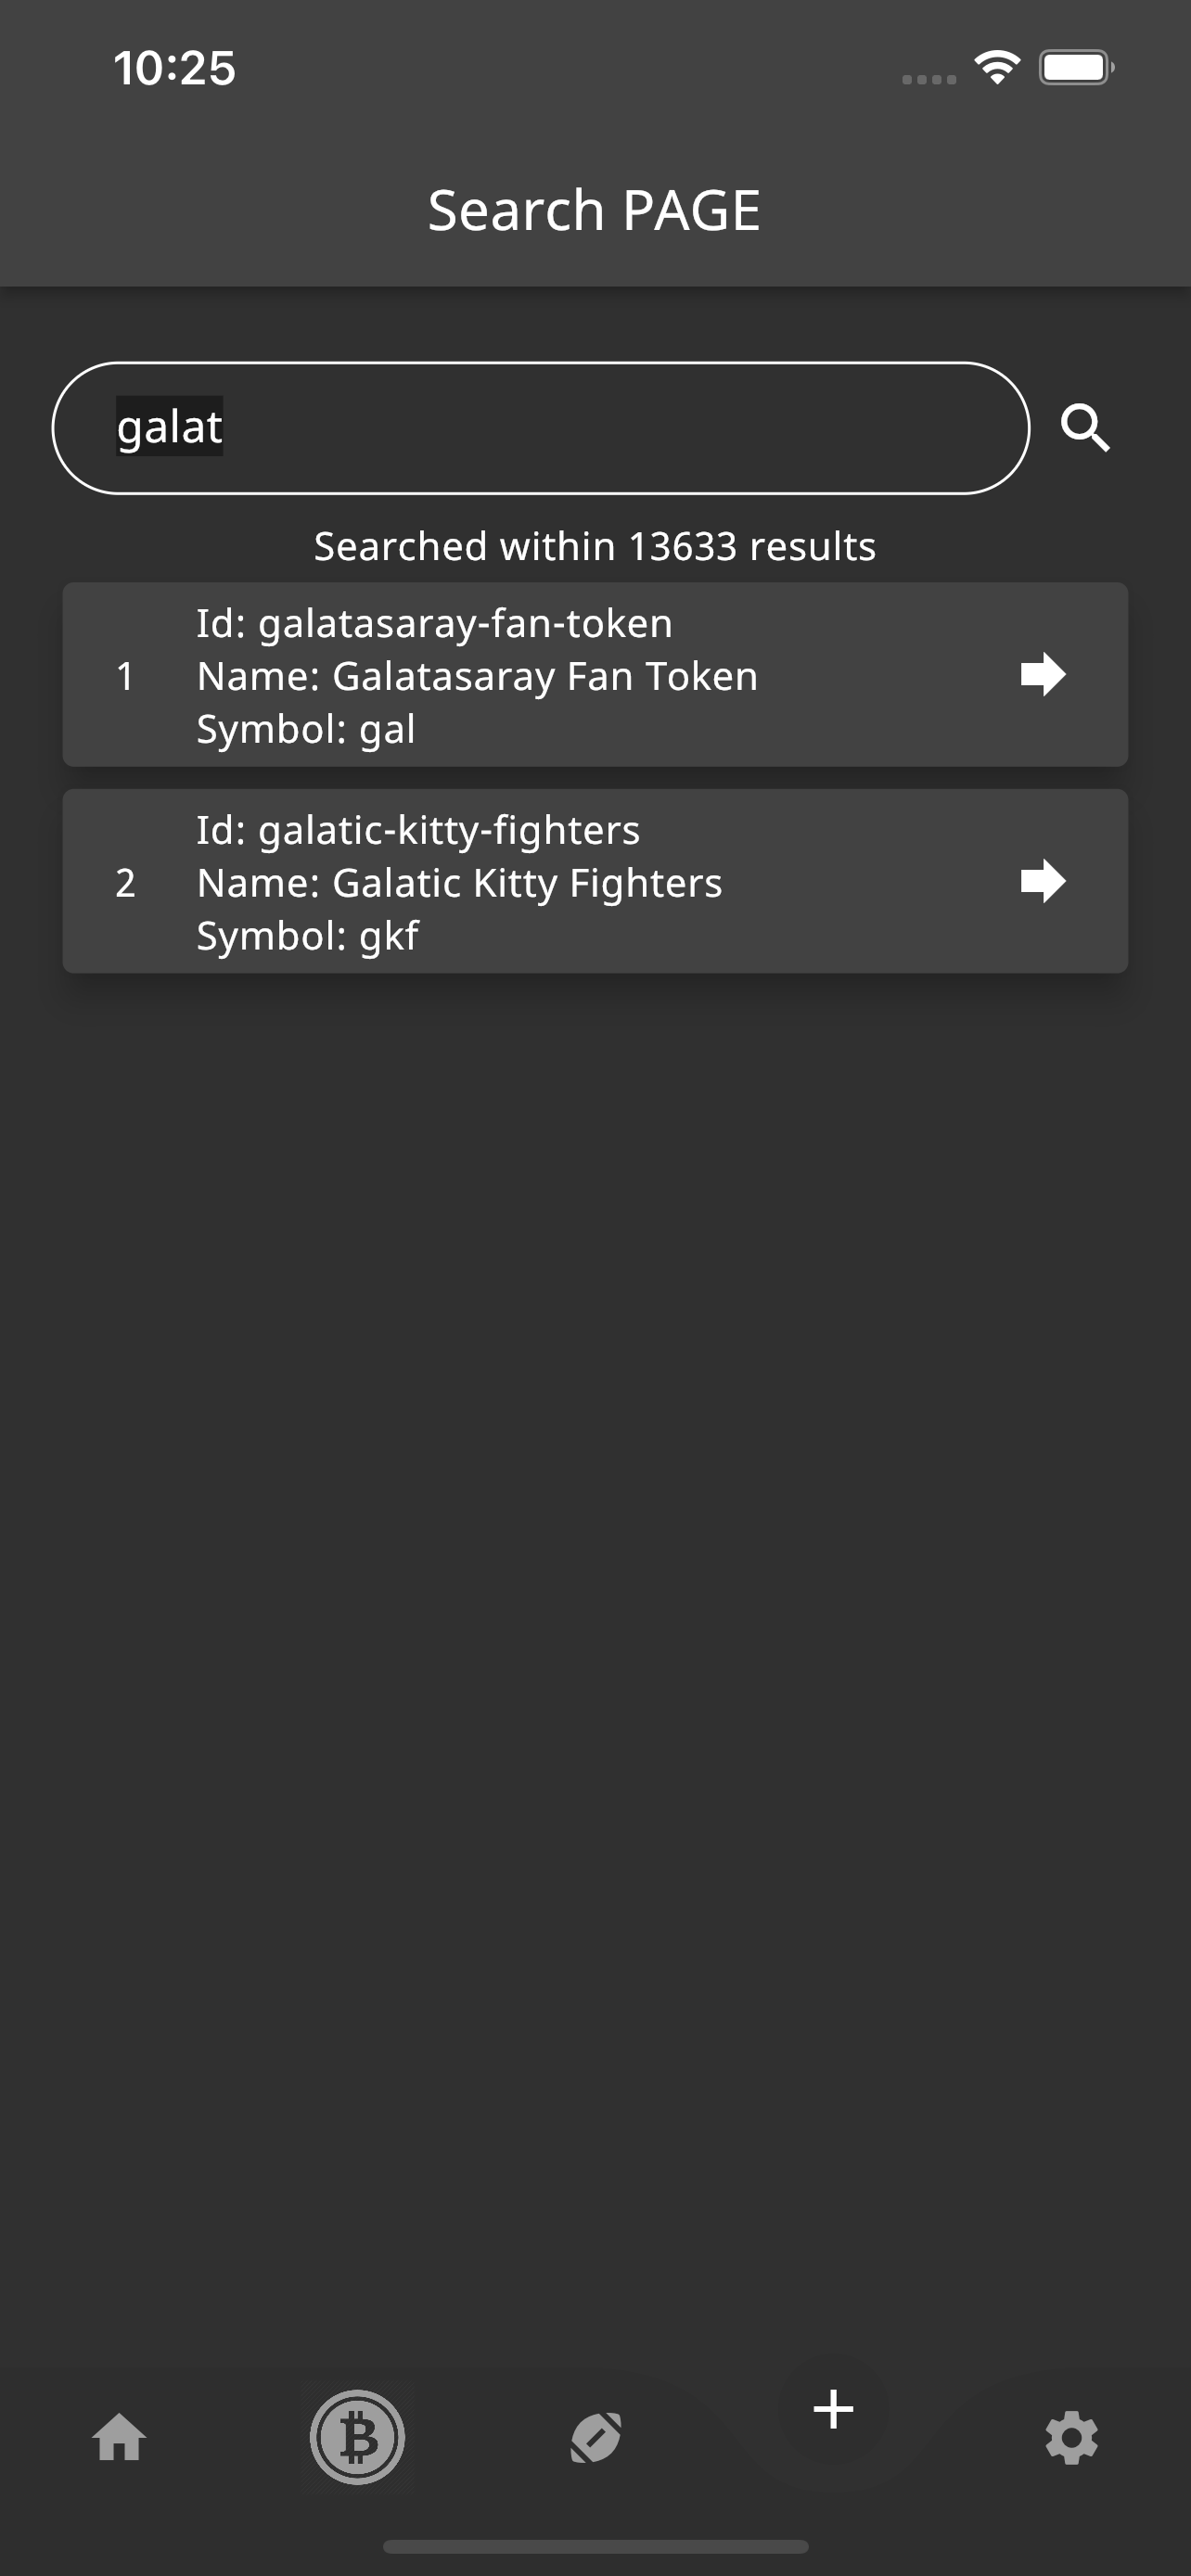 10:25
Search PAGE
galat
Searched within 13633 results
Id: galatasaray-fan-token
1
Name: Galatasaray Fan Token
Symbol: gal
Id: galatic-kitty-fighters
2
Name: Galatic Kitty Fighters
Symbol: gkf